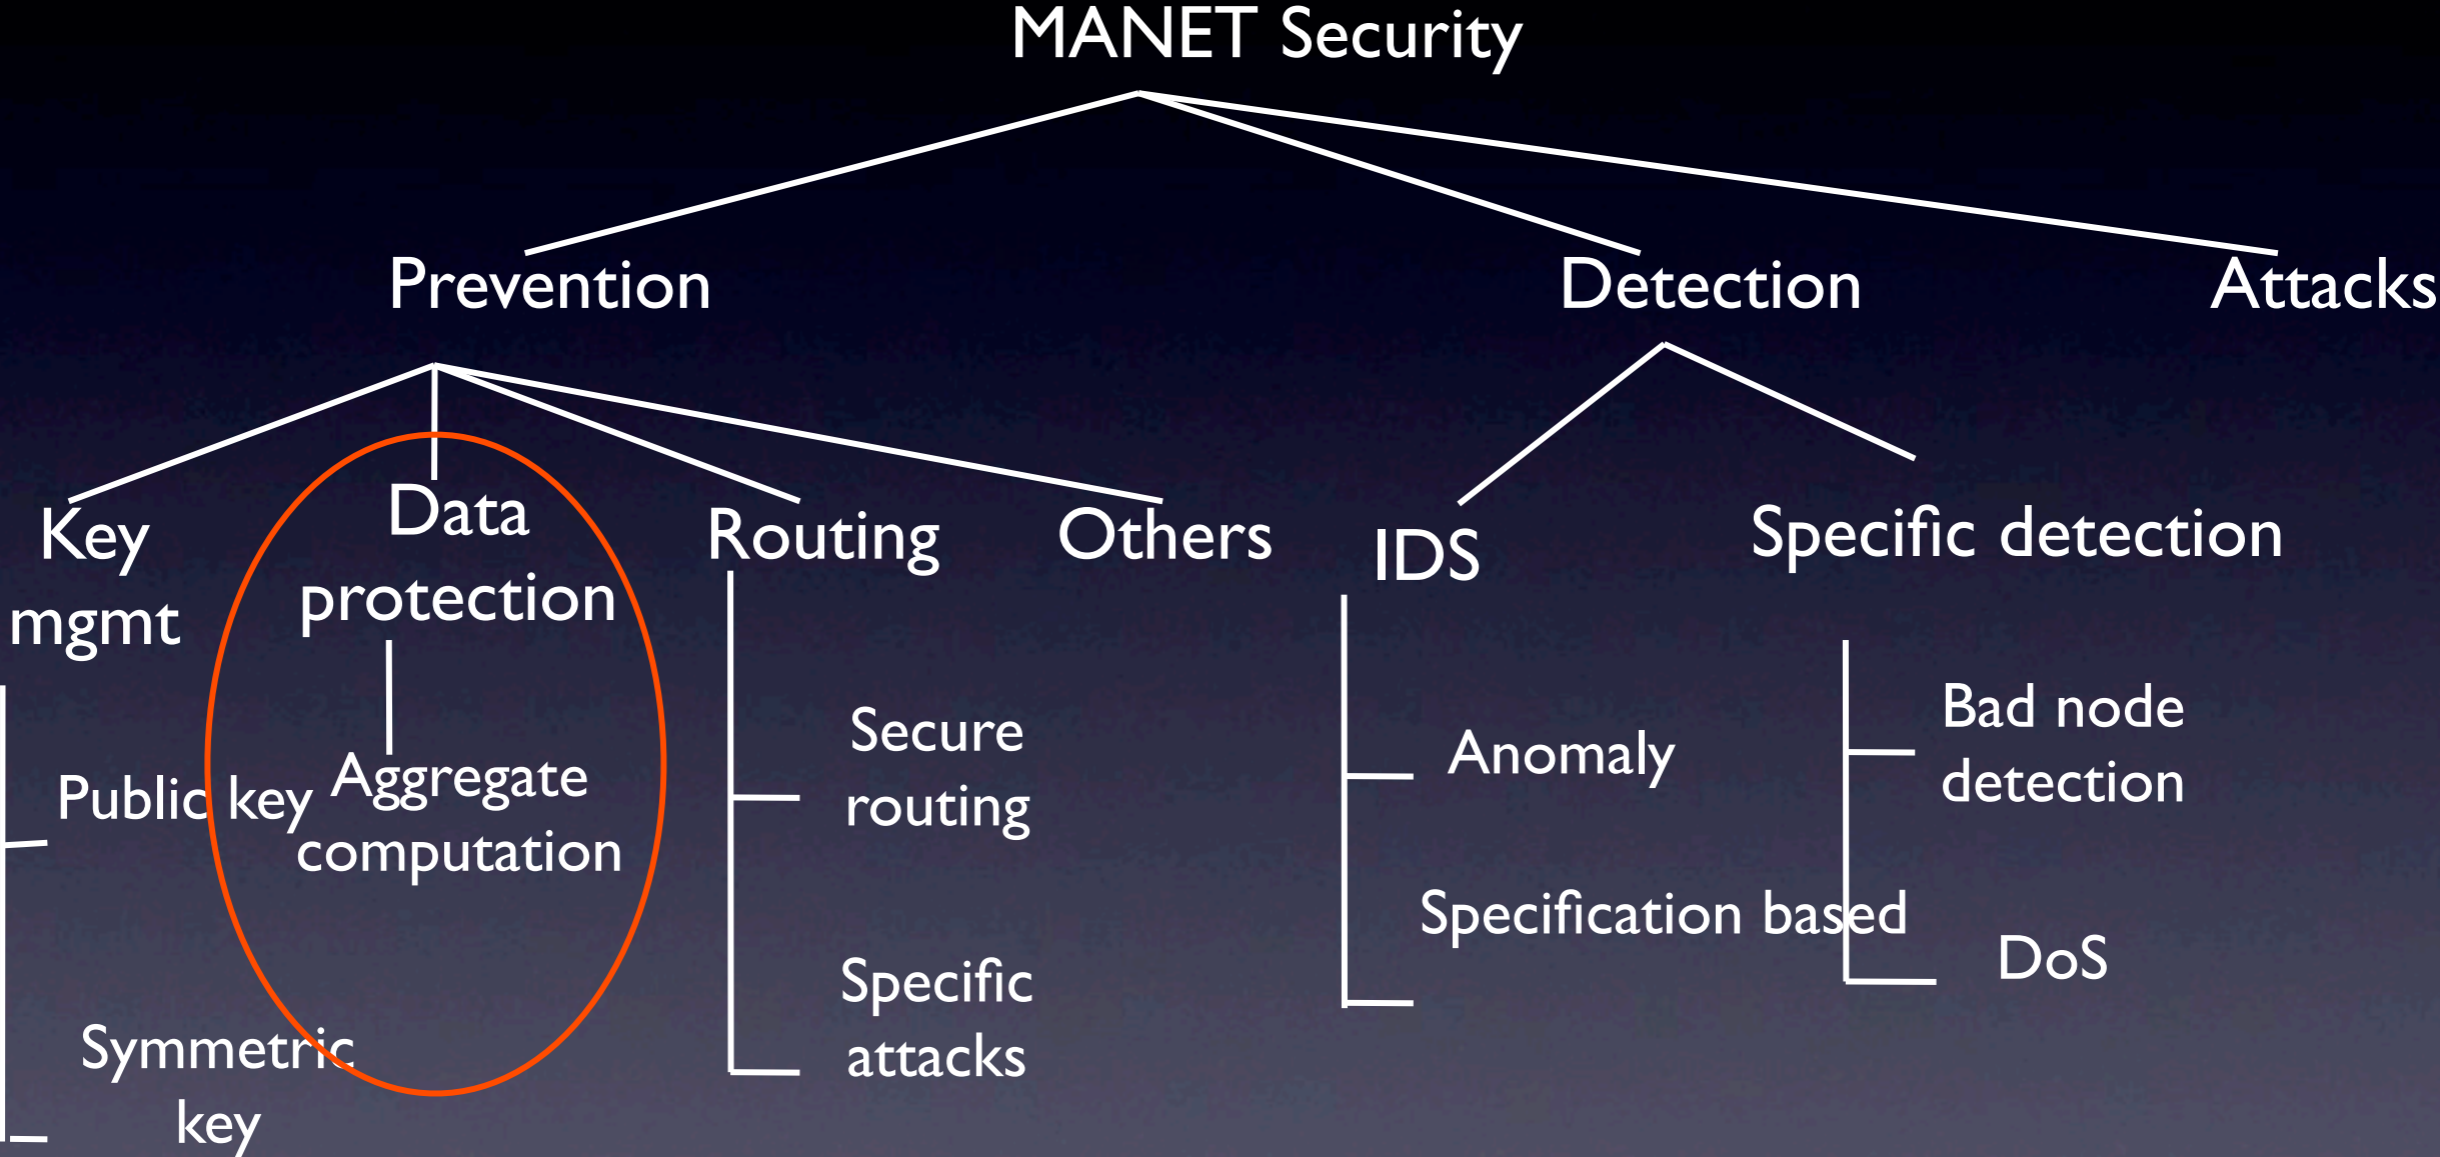 MANET Security
Prevention
Detection
Attacks
Key
mgmt
Data
protection
Routing
Others
IDS
Specific detection
Public key
Symmetric
key
Aggregate
computation
Secure
routing
Specific
attacks
Anomaly
Specification based
Bad node
detection
DoS